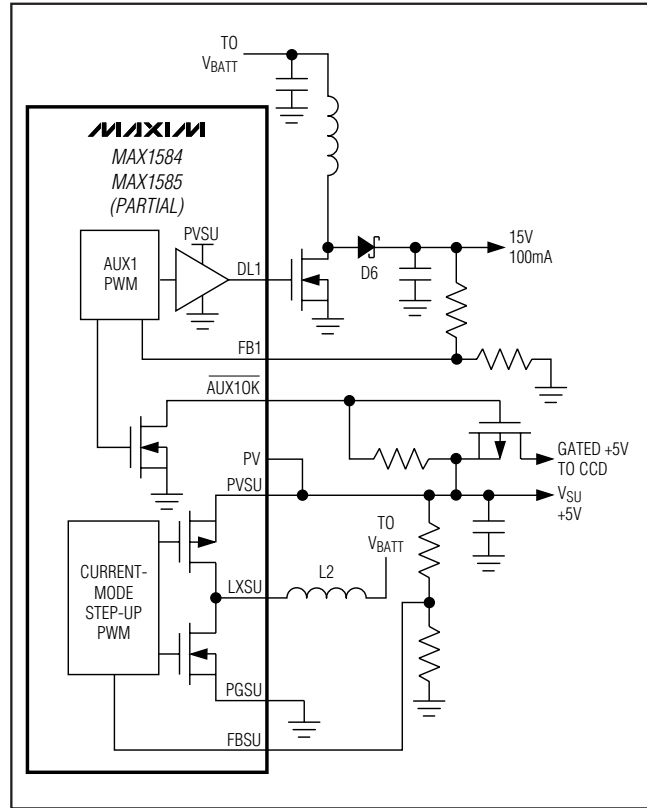 TO
VBATT
MAXIM
MAX1584
MAX1585
(PARTIAL)
PVSU
AUX1
PWM
DL1
D6
15V
100mA
FB1
AUX1OK
PV
PVSU
GATED +5V
TO CCD
VSU
+5V
TO
VBATT
CURRENT-
MODE
STEP-UP
PWM
LXSU
L2
PGSU
FBSU